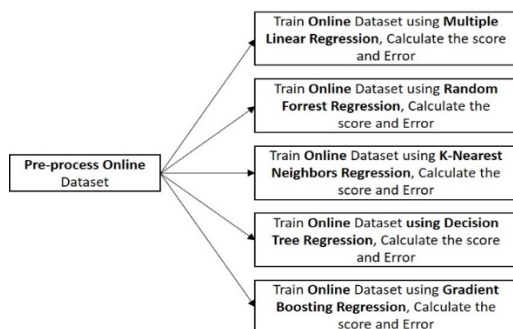 Train Online Dataset using Multiple
Linear Regression, Calculate the score
and Error
Train Online Dataset using Random
Forrest Regression, Calculate the
score and Error
Pre-process Online
Dataset
Train Online Dataset using K-Nearest
Neighbors Regression, Calculate the
score and Error
Train Online Dataset using Decision
Tree Regression, Calculate the score
and Error
Train Online Dataset using Gradient
Boosting Regression, Calculate the
score and Error